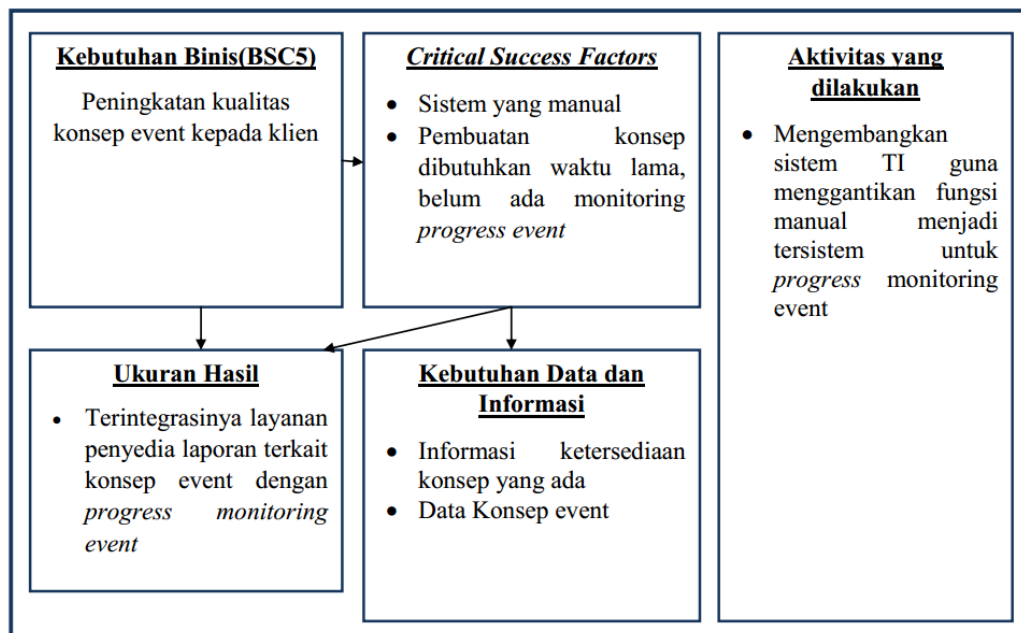 Kebutuhan Binis(BSC5)
Peningkatan kualitas
konsep event kepada klien
Critical Success Factors
• Sistem yang manual
• Pembuatan konsep
dibutuhkan waktu lama,
belum ada monitoring
progress event
Aktivitas yang
dilakukan
• Mengembangkan
sistem TI guna
menggantikan fungsi
manual menjadi
tersistem untuk
progress monitoring
event
Ukuran Hasil
• Terintegrasinya layanan
penyedia laporan terkait
konsep event dengan
progress monitoring
event
Kebutuhan Data dan
Informasi
• Informasi ketersediaan
konsep yang ada
• Data Konsep event